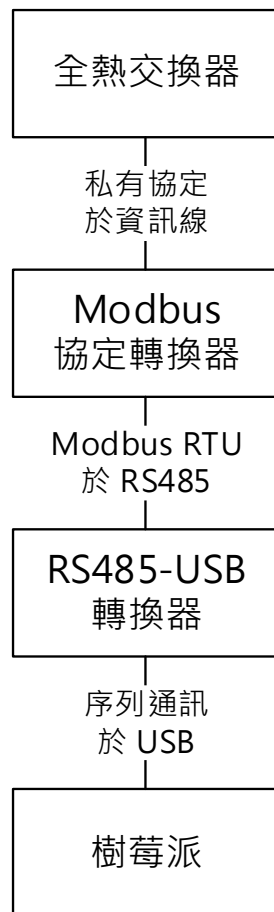 全熱交換器
私有協定
於資訊線
Modbus
協定轉換器
Modbus RTU
於 RS485
RS485-USB
轉換器
序列通訊
於 USB
樹莓派